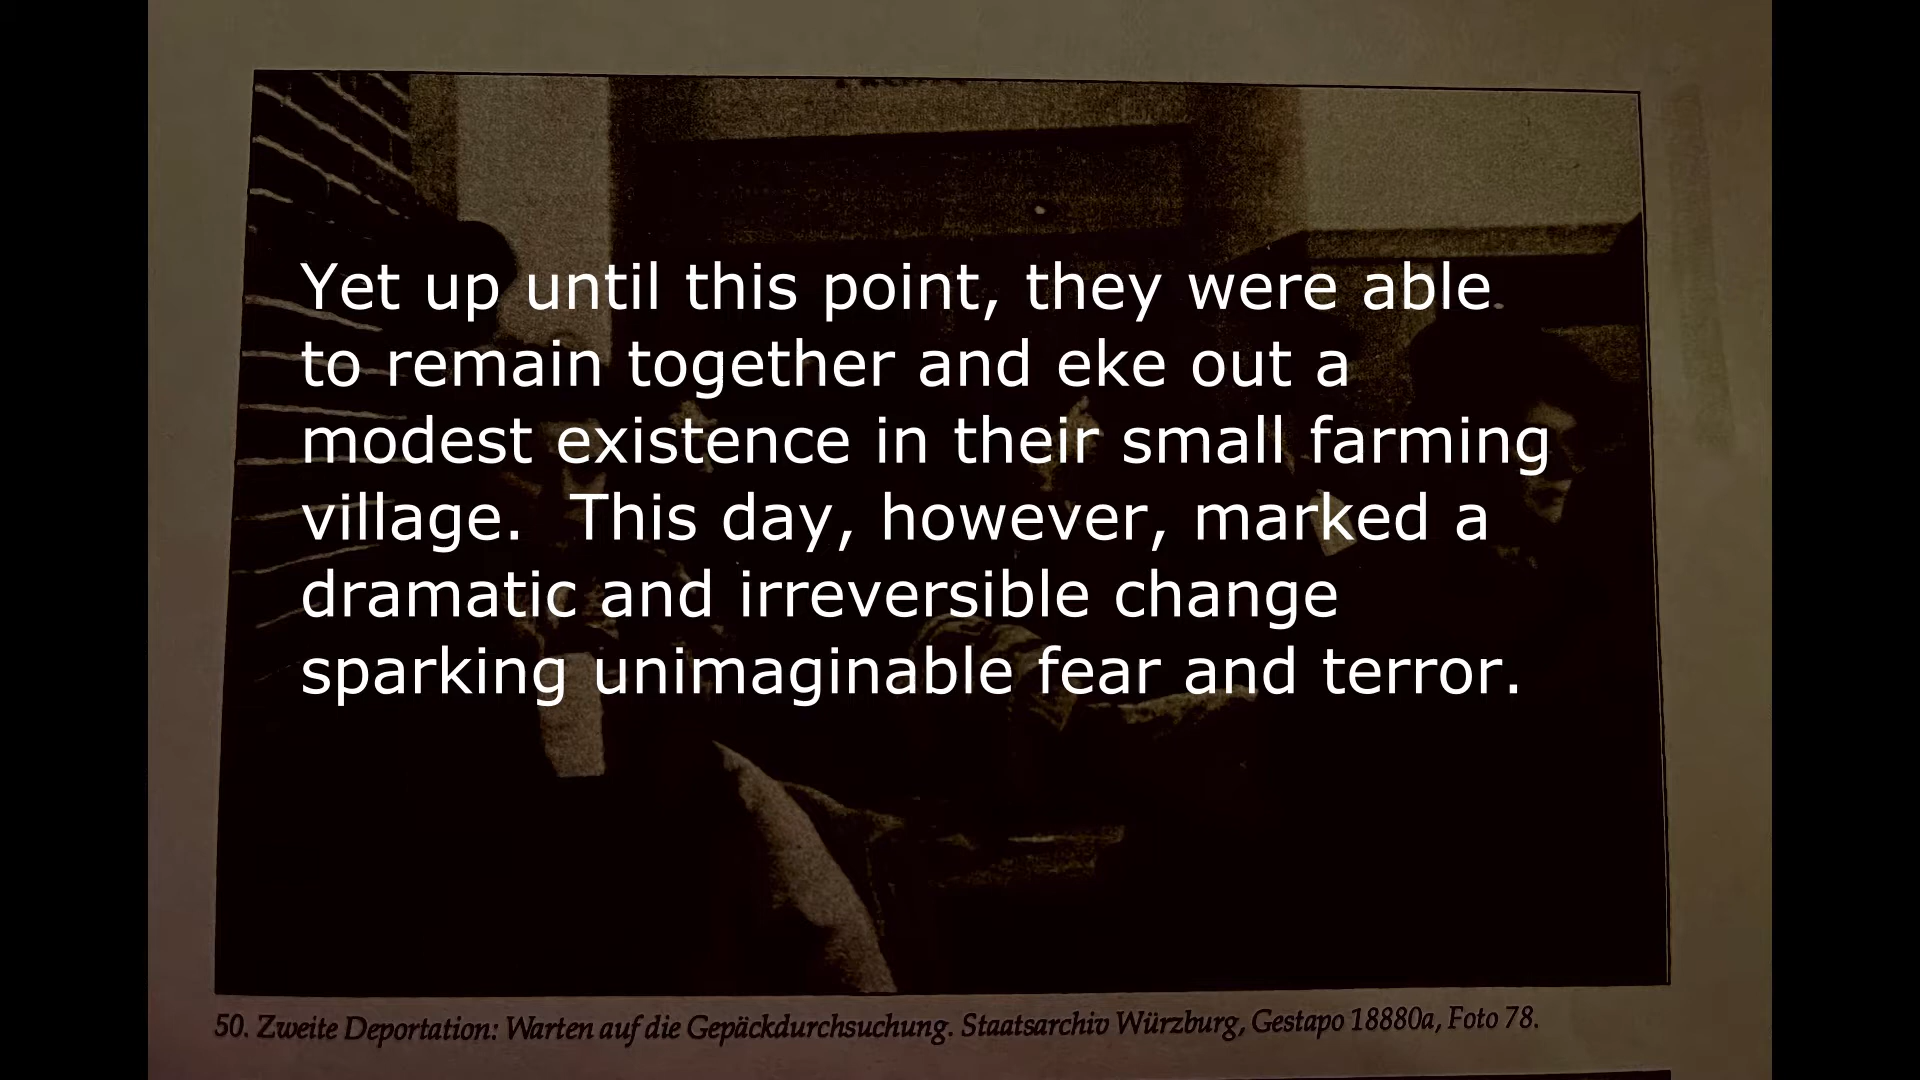 Yet up until this point, they were able
to remain together and eke out a
modest existence in their small farming
village.  This day, however, marked a
dramatic and irreversible change
sparking unimaginable fear and terror.
50. Zweite Deportation: Warten auf die Gepäckdurchsuchung. Staatsarchiv Würzburg, Gestapo 18880a, Foto 78.